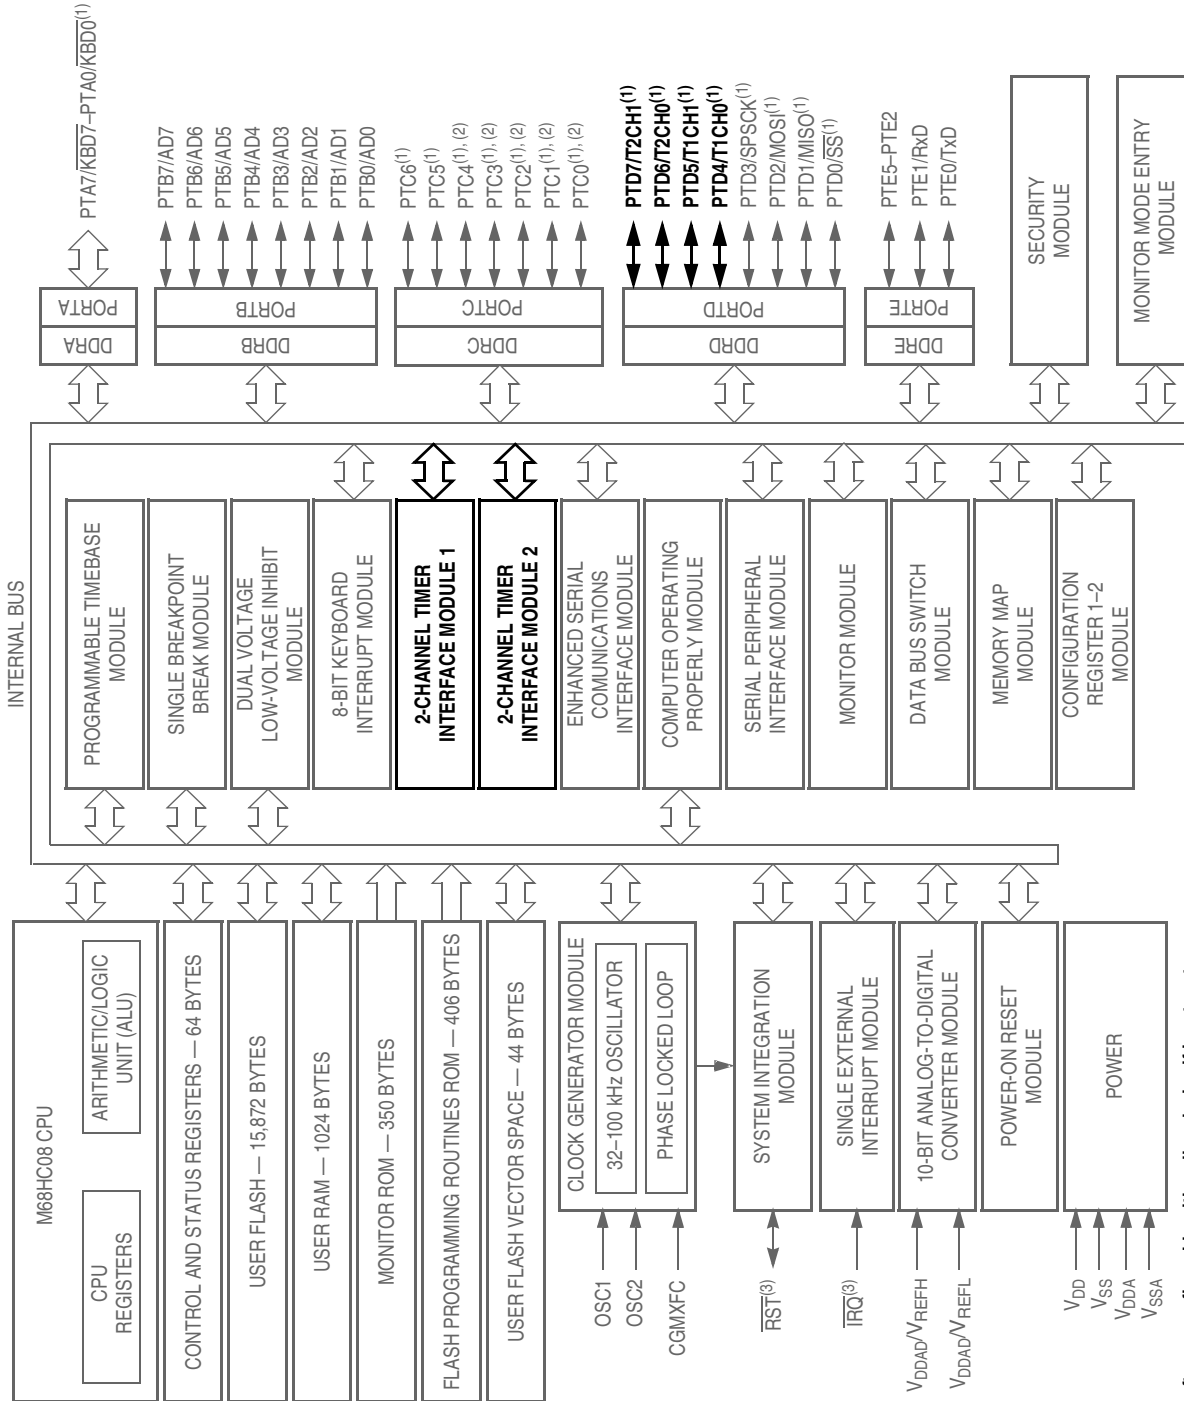 INTERNAL BUS
M68HC08 CPU
CPU
REGISTERS
ARITHMETIC/LOGIC
UNIT (ALU)
CONTROL AND STATUS REGISTERS — 64 BYTES
USER FLASH — 15,872 BYTES
USER RAM — 1024 BYTES
MONITOR ROM — 350 BYTES
FLASH PROGRAMMING ROUTINES ROM — 406 BYTES
USER FLASH VECTOR SPACE — 44 BYTES
CLOCK GENERATOR MODULE
32–100 kHz OSCILLATOR
PHASE LOCKED LOOP
OSC1
OSC2
CGMXFC
SYSTEM INTEGRATION
MODULE
RST(3)
SINGLE EXTERNAL
INTERRUPT MODULE
IRQ(3)
10-BIT ANALOG-TO-DIGITAL
CONVERTER MODULE
VDDAD/VREFH
VDDAD/VREFL
POWER-ON RESET
MODULE
POWER
VDD
VSS
VDDA
VSSA
PROGRAMMABLE TIMEBASE
MODULE
SINGLE BREAKPOINT
BREAK MODULE
DUAL VOLTAGE
LOW-VOLTAGE INHIBIT
MODULE
8-BIT KEYBOARD
INTERRUPT MODULE
2-CHANNEL TIMER
INTERFACE MODULE 1
2-CHANNEL TIMER
INTERFACE MODULE 2
ENHANCED SERIAL
COMUNICATIONS
INTERFACE MODULE
COMPUTER OPERATING
PROPERLY MODULE
SERIAL PERIPHERAL
INTERFACE MODULE
MONITOR MODULE
DATA BUS SWITCH
MODULE
MEMORY MAP
MODULE
CONFIGURATION
REGISTER 1–2
MODULE
DDRA
PORTA
PTA7/KBD7–PTA0/KBD0(1)
DDRB
PORTB
PTB7/AD7
PTB6/AD6
PTB5/AD5
PTB4/AD4
PTB3/AD3
PTB2/AD2
PTB1/AD1
PTB0/AD0
DDRC
PORTC
PTC6(1)
PTC5(1)
PTC4(1), (2)
PTC3(1), (2)
PTC2(1), (2)
PTC1(1), (2)
PTC0(1), (2)
DDRD
PORTD
PTD7/T2CH1(1)
PTD6/T2CH0(1)
PTD5/T1CH1(1)
PTD4/T1CH0(1)
PTD3/SPSCK(1)
PTD2/MOSI(1)
PTD1/MISO(1)
PTD0/SS(1)
DDRE
PORTE
PTE5–PTE2
PTE1/RxD
PTE0/TxD
SECURITY
MODULE
MONITOR MODE ENTRY
MODULE